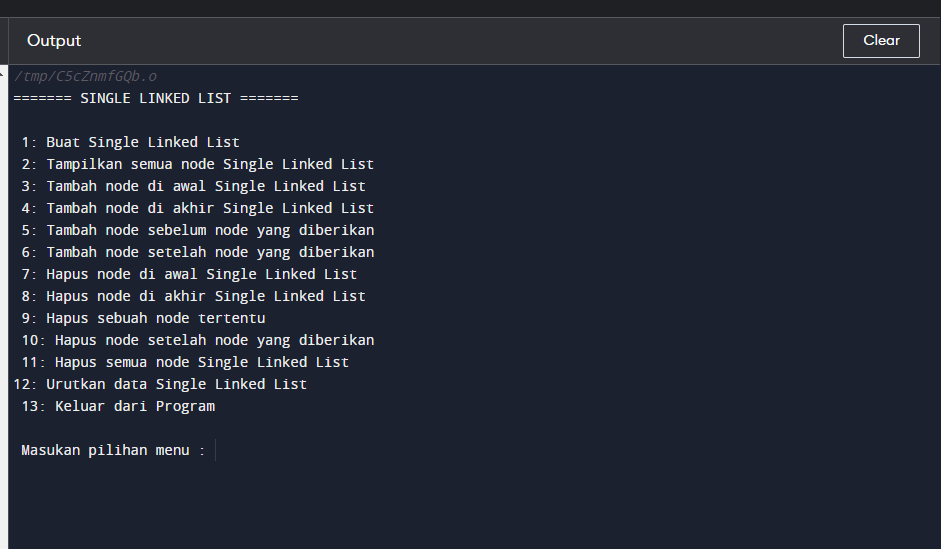 Output
Clear
/tmp/C5cZnmfGQb.o
======= SINGLE LINKED LIST =======
1: Buat Single Linked List
2: Tampilkan semua node Single Linked List
3: Tambah node di awal Single Linked List
4: Tambah node di akhir Single Linked List
5: Tambah node sebelum node yang diberikan
6: Tambah node setelah node yang diberikan
7: Hapus node di awal Single Linked List
8: Hapus node di akhir Single Linked List
9: Hapus sebuah node tertentu
10: Hapus node setelah node yang diberikan
11: Hapus semua node Single Linked List
12: Urutkan data Single Linked List
13: Keluar dari Program
Masukan pilihan menu :